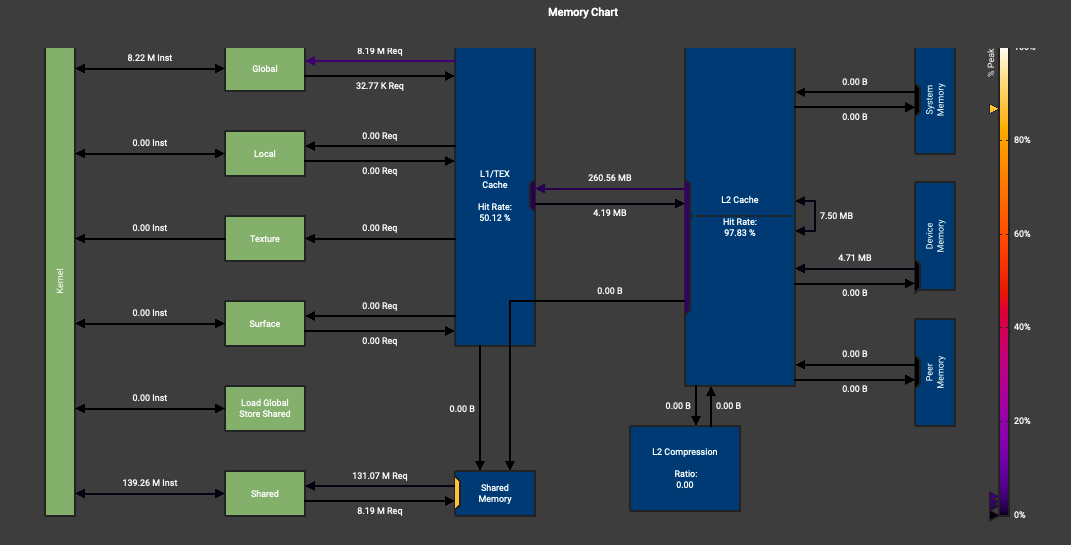 Memory Chart
8.22 M Inst
Global
8.19 M Req
32.77 K Req
0.00 Inst
Local
0.00 Req
0.00 Req
0.00 Inst
Texture
0.00 Req
0.00 Inst
Surface
0.00 Req
0.00 Req
0.00 Inst
Load Global
Store Shared
139.26 M Inst
Shared
131.07 M Req
8.19 M Req
Kernel
L1/TEX
Cache
Hit Rate:
50.12 %
0.00 B
Shared
Memory
260.56 MB
4.19 MB
0.00 B
L2 Cache
Hit Rate:
97.83 %
7.50 MB
0.00 B
0.00 B
L2 Compression
Ratio:
0.00
0.00 B
0.00 B
System
Memory
4.71 MB
0.00 B
Device
Memory
0.00 B
0.00 B
Peer
Memory
% Peak
100%
80%
60%
40%
20%
0%